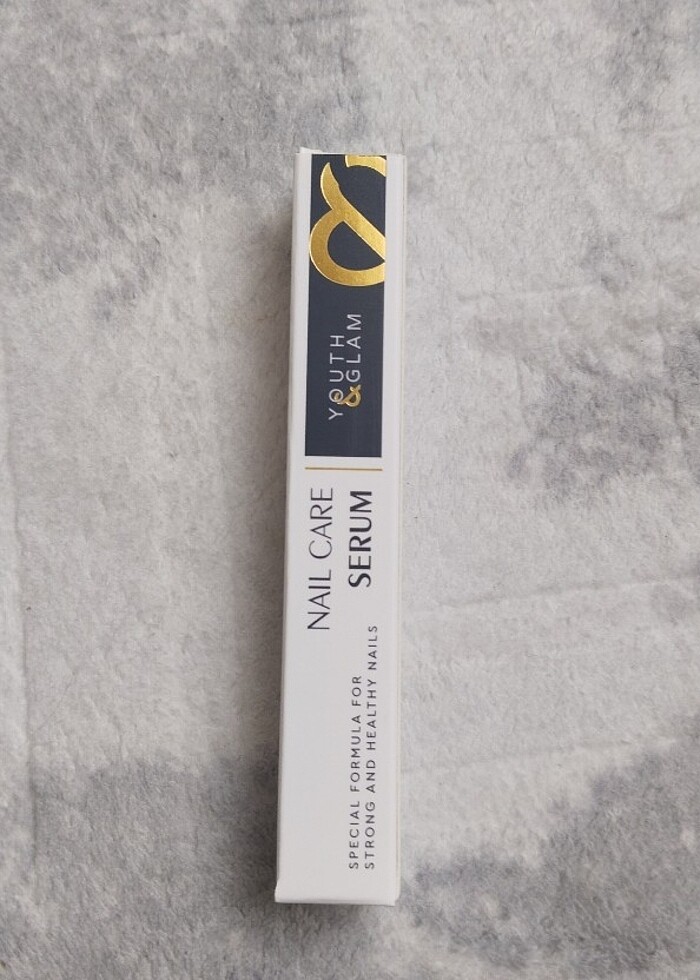 YOUTH
&GLAM
NAIL CARE
SERUM
SPECIAL FORMULA FOR
STRONG AND HEALTHY NAILS